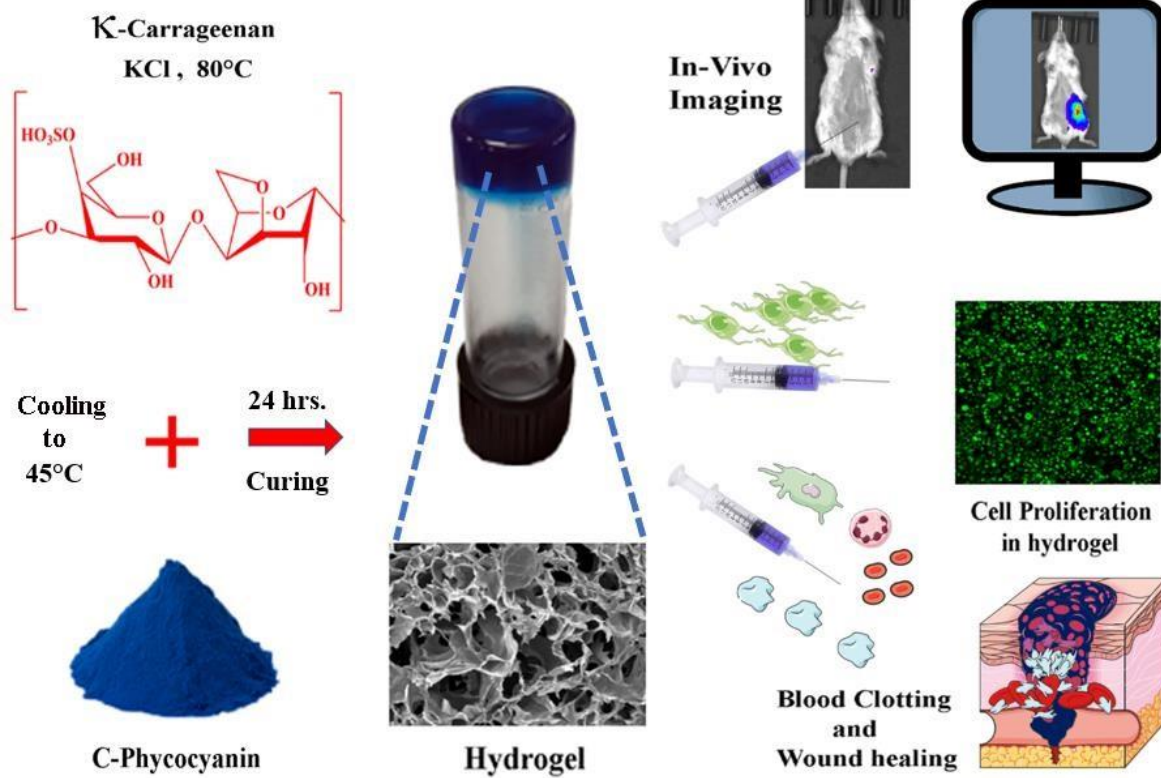 ϰ-Carrageenan
KCl , 80°C
HO₃SO
OH
O
O
O
O
O
O
OH
OH
Cooling
to
45°C
+
24 hrs.
Curing
C-Phycocyanin
Hydrogel
In-Vivo
Imaging
Cell Proliferation
in hydrogel
Blood Clotting
and
Wound healing